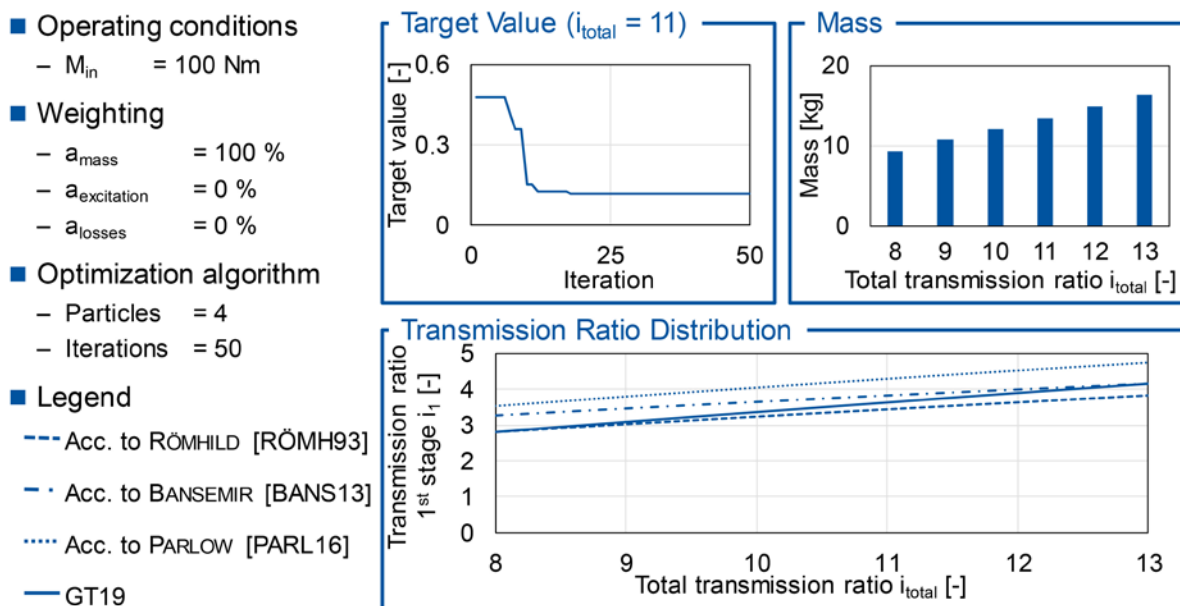 ■ Operating conditions
– M_in = 100 Nm
■ Weighting
– a_mass = 100 %
– a_excitation = 0 %
– a_losses = 0 %
■ Optimization algorithm
– Particles = 4
– Iterations = 50
■ Legend
Acc. to RÖMHILD [RÖMH93]
Acc. to BANSEMIR [BANS13]
Acc. to PARLOW [PARL16]
GT19
Target Value (i_total = 11)
Target value [-]
0.6
0.3
0
0 25 50
Iteration
Mass
Mass [kg]
20
10
0
8 9 10 11 12 13
Total transmission ratio i_total [-]
Transmission Ratio Distribution
Transmission ratio
1st stage i_1 [-]
5
4
3
2
1
0
8 9 10 11 12 13
Total transmission ratio i_total [-]